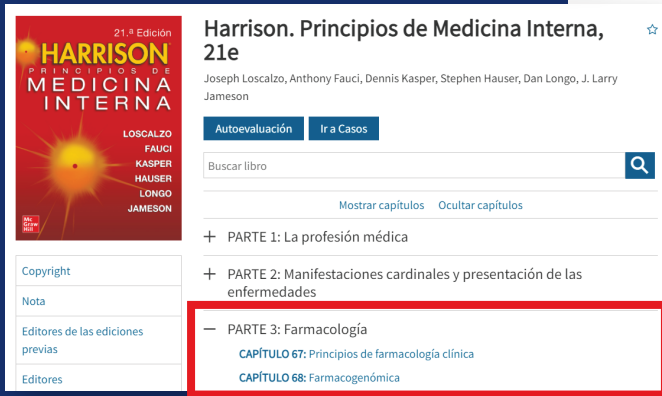 21.ª Edición
HARRISON
PRINCIPIOS DE
MEDICINA
INTERNA
LOSCALZO
FAUCI
KASPER
HAUSER
LONGO
JAMESON
Mc
Graw
Hill
Copyright
Nota
Editores de las ediciones
previas
Editores
Harrison. Principios de Medicina Interna,
21e
Joseph Loscalzo, Anthony Fauci, Dennis Kasper, Stephen Hauser, Dan Longo, J. Larry
Jameson
Autoevaluación Ir a Casos
Buscar libro
Mostrar capítulos Ocultar capítulos
+ PARTE 1: La profesión médica
+ PARTE 2: Manifestaciones cardinales y presentación de las
enfermedades
− PARTE 3: Farmacología
CAPÍTULO 67: Principios de farmacología clínica
CAPÍTULO 68: Farmacogenómica